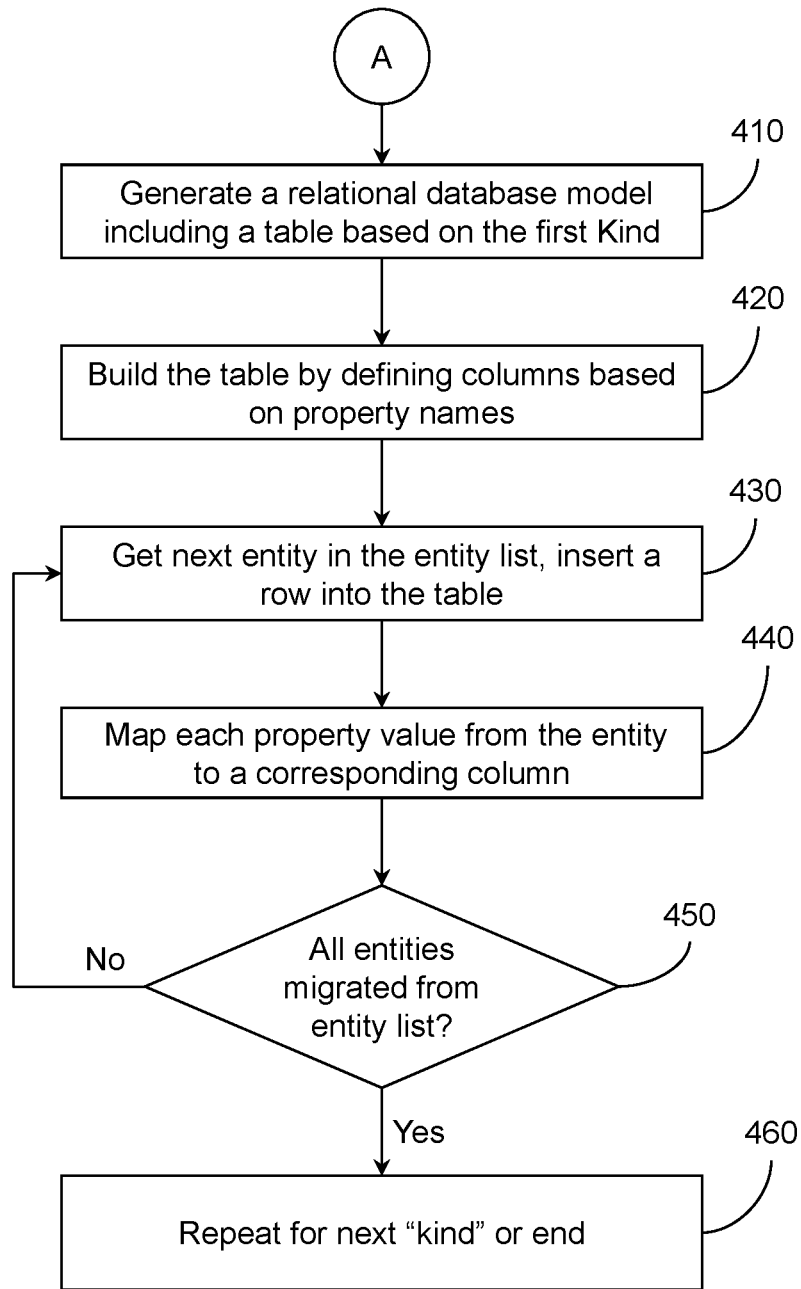 A
410
Generate a relational database model
including a table based on the first Kind
420
Build the table by defining columns based
on property names
430
Get next entity in the entity list, insert a
row into the table
440
Map each property value from the entity
to a corresponding column
450
All entities
migrated from
entity list?
No
Yes
460
Repeat for next “kind” or end